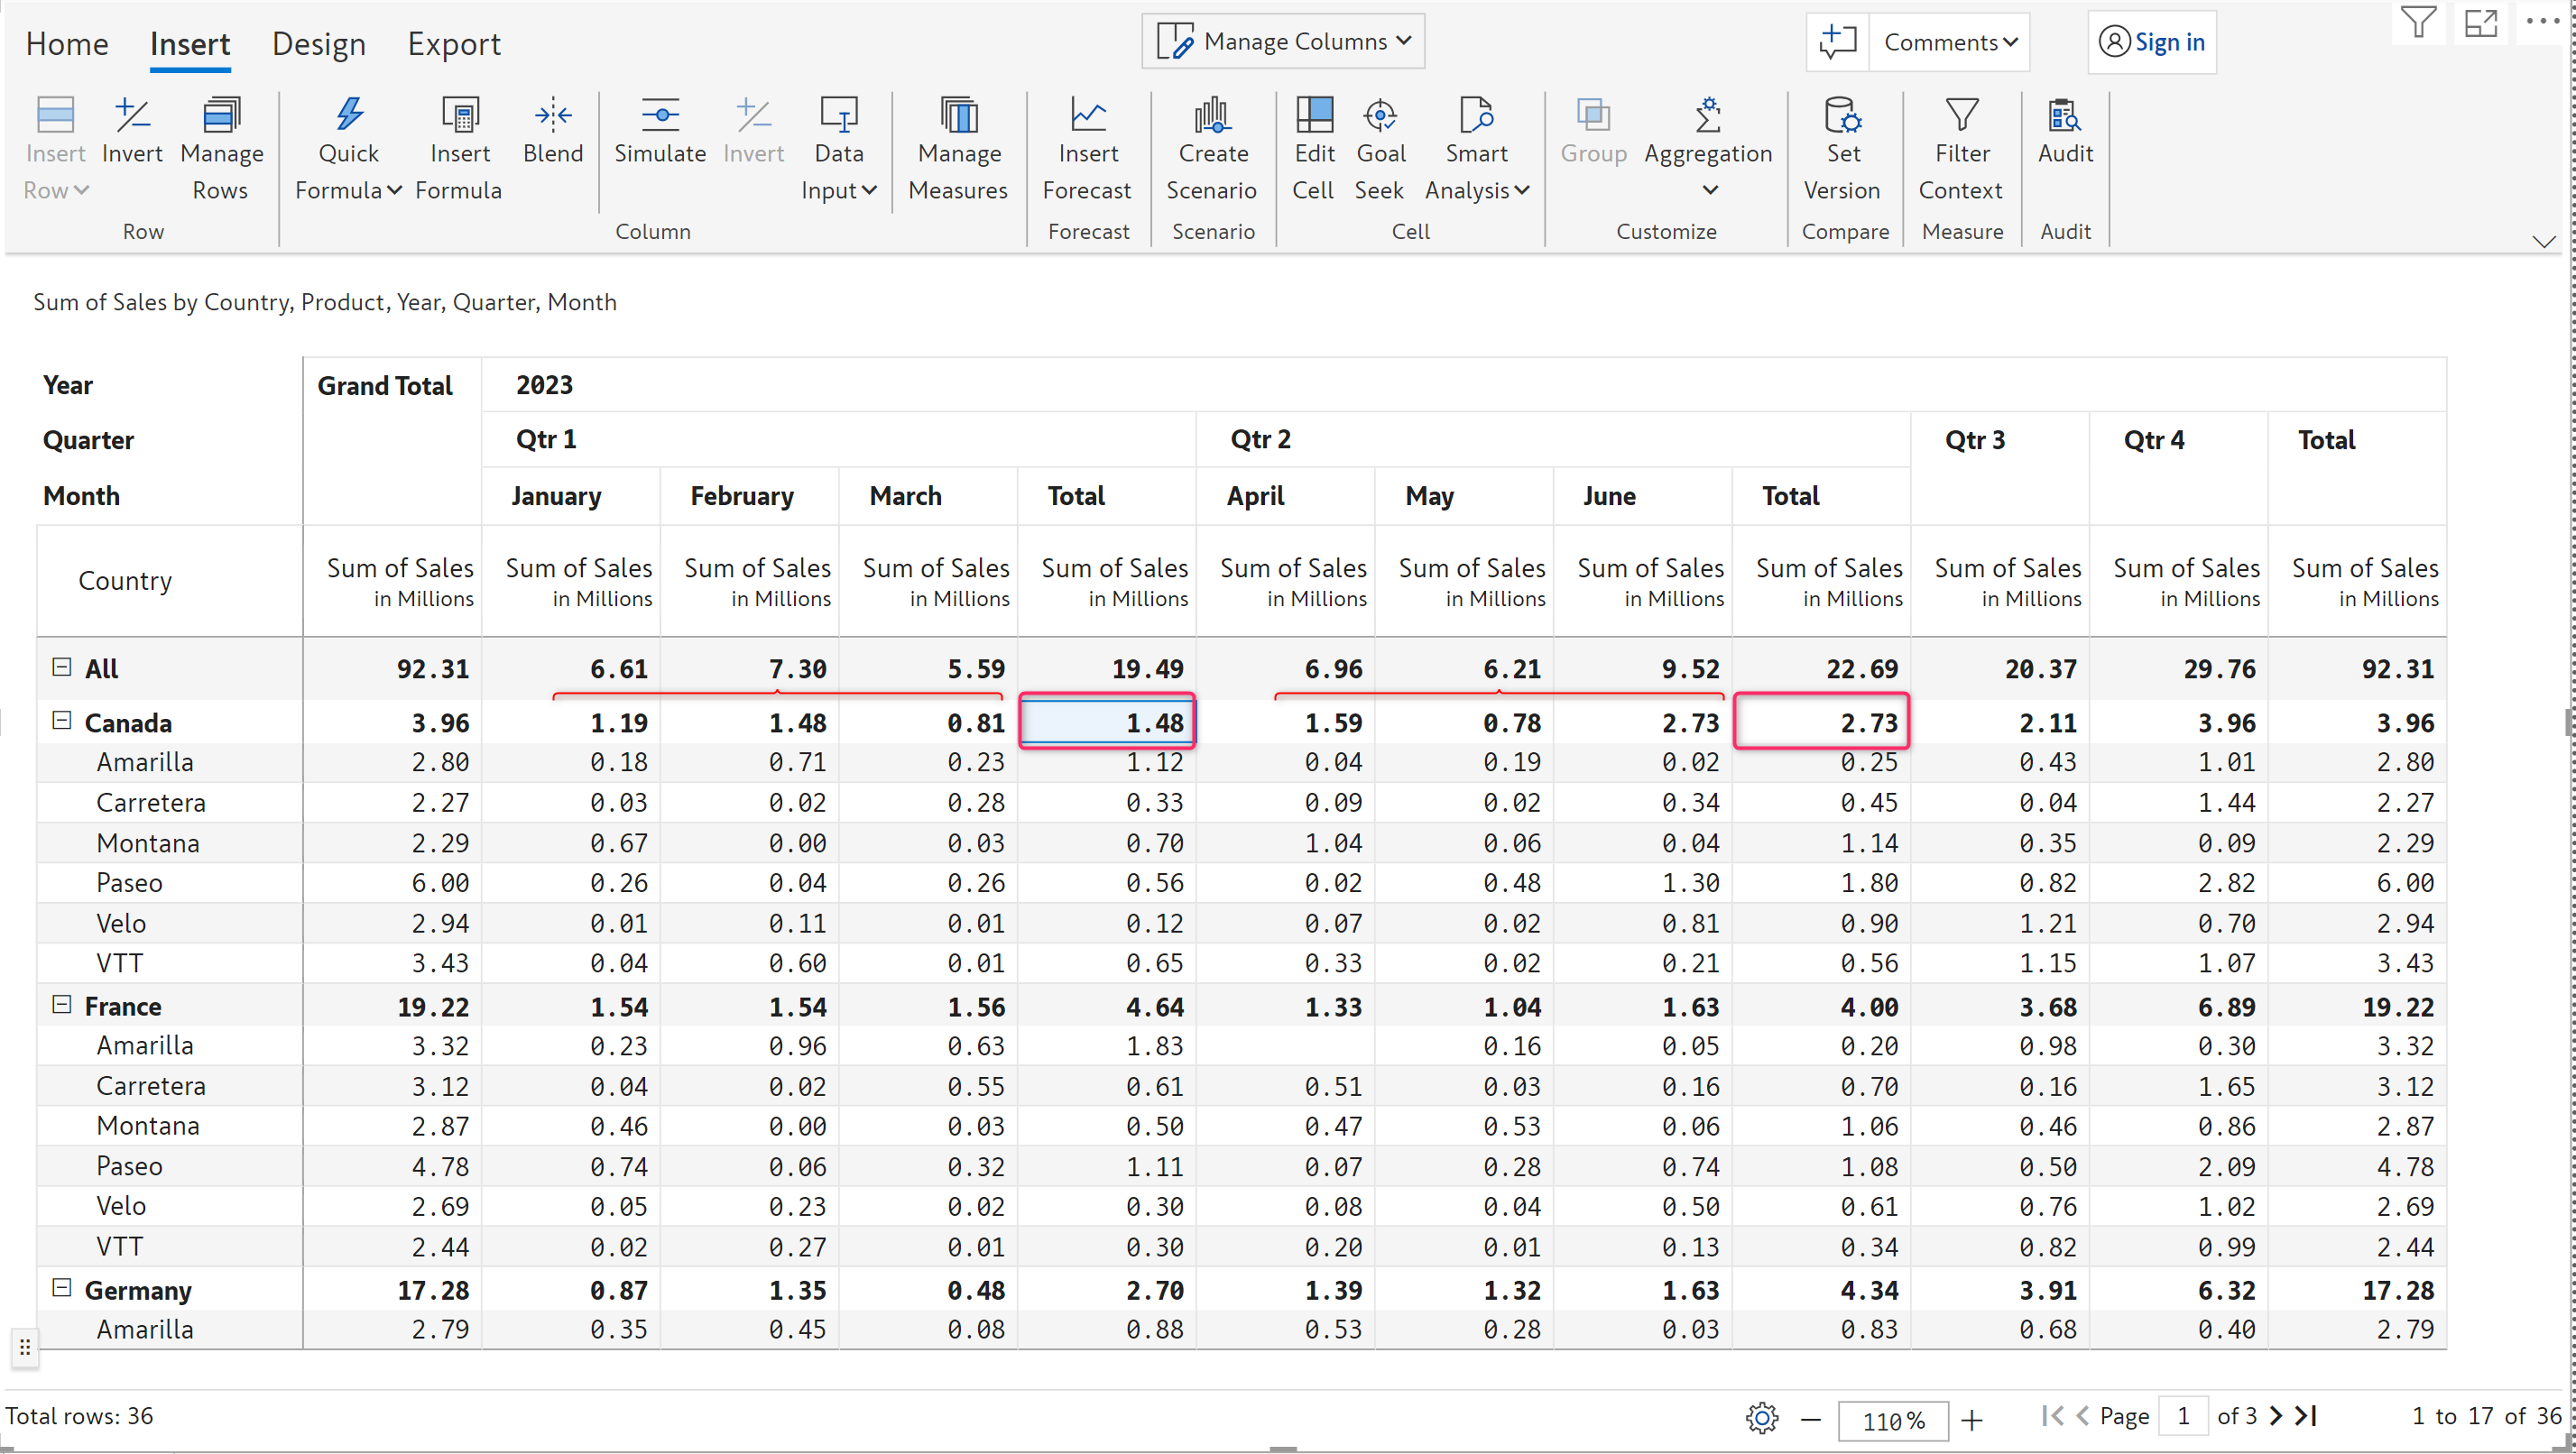 Home Insert Design Export Manage Columns Comments Sign in
Insert Invert Manage Quick Insert Blend Simulate Invert Data Manage Insert Create Edit Goal Smart Group Aggregation Set Filter Audit
Row Rows Formula Formula Input Measures Forecast Scenario Cell Seek Analysis Version Context
Row Column Forecast Scenario Cell Customize Compare Measure Audit
Sum of Sales by Country, Product, Year, Quarter, Month
Year Grand Total 2023
Quarter Qtr 1 Qtr 2 Qtr 3 Qtr 4 Total
Month January February March Total April May June Total
Country Sum of Sales Sum of Sales Sum of Sales Sum of Sales Sum of Sales Sum of Sales Sum of Sales Sum of Sales Sum of Sales Sum of Sales Sum of Sales Sum of Sales
in Millions in Millions in Millions in Millions in Millions in Millions in Millions in Millions in Millions in Millions in Millions in Millions
All 92.31 6.61 7.30 5.59 19.49 6.96 6.21 9.52 22.69 20.37 29.76 92.31
Canada 3.96 1.19 1.48 0.81 1.48 1.59 0.78 2.73 2.73 2.11 3.96 3.96
Amarilla 2.80 0.18 0.71 0.23 1.12 0.04 0.19 0.02 0.25 0.43 1.01 2.80
Carretera 2.27 0.03 0.02 0.28 0.33 0.09 0.02 0.34 0.45 0.04 1.44 2.27
Montana 2.29 0.67 0.00 0.03 0.70 1.04 0.06 0.04 1.14 0.35 0.09 2.29
Paseo 6.00 0.26 0.04 0.26 0.56 0.02 0.48 1.30 1.80 0.82 2.82 6.00
Velo 2.94 0.01 0.11 0.01 0.12 0.07 0.02 0.81 0.90 1.21 0.70 2.94
VTT 3.43 0.04 0.60 0.01 0.65 0.33 0.02 0.21 0.56 1.15 1.07 3.43
France 19.22 1.54 1.54 1.56 4.64 1.33 1.04 1.63 4.00 3.68 6.89 19.22
Amarilla 3.32 0.23 0.96 0.63 1.83 0.16 0.05 0.20 0.98 0.30 3.32
Carretera 3.12 0.04 0.02 0.55 0.61 0.51 0.03 0.16 0.70 0.16 1.65 3.12
Montana 2.87 0.46 0.00 0.03 0.50 0.47 0.53 0.06 1.06 0.46 0.86 2.87
Paseo 4.78 0.74 0.06 0.32 1.11 0.07 0.28 0.74 1.08 0.50 2.09 4.78
Velo 2.69 0.05 0.23 0.02 0.30 0.08 0.04 0.50 0.61 0.76 1.02 2.69
VTT 2.44 0.02 0.27 0.01 0.30 0.20 0.01 0.13 0.34 0.82 0.99 2.44
Germany 17.28 0.87 1.35 0.48 2.70 1.39 1.32 1.63 4.34 3.91 6.32 17.28
Amarilla 2.79 0.35 0.45 0.08 0.88 0.53 0.28 0.03 0.83 0.68 0.40 2.79
Total rows: 36 110 % Page 1 of 3 1 to 17 of 36